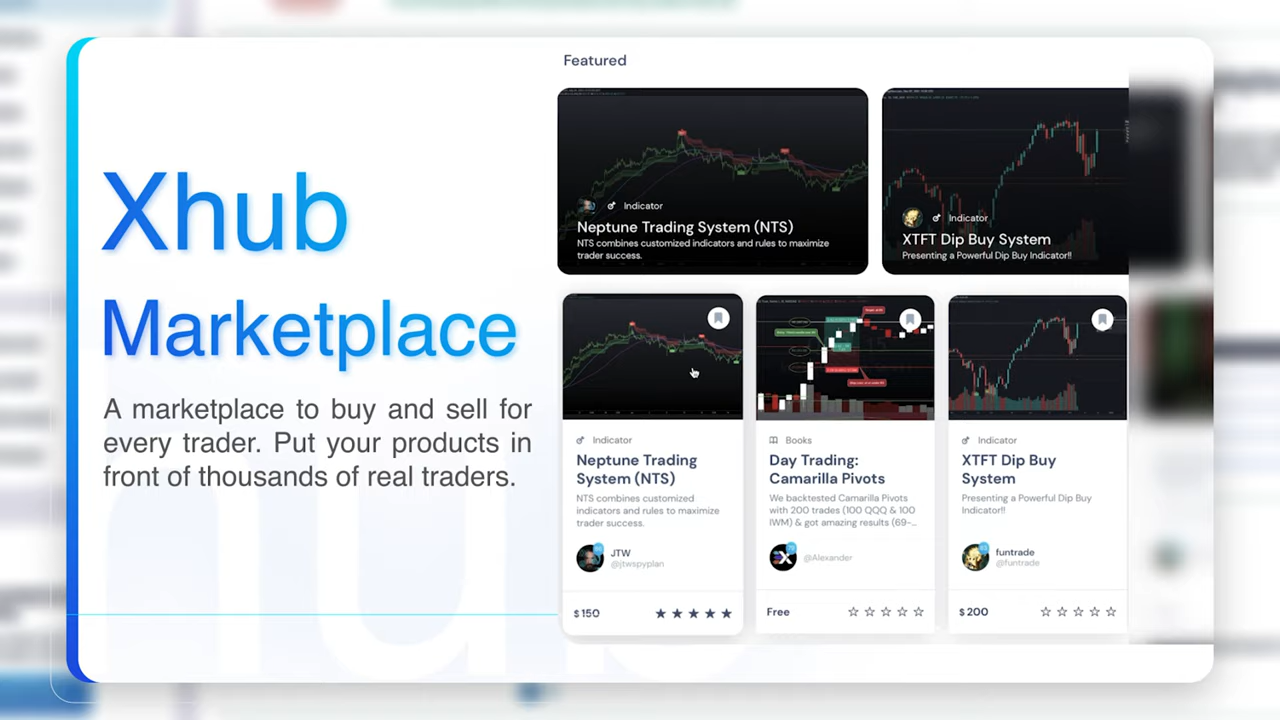 Xhub
Marketplace
A marketplace to buy and sell for
every trader. Put your products in
front of thousands of real traders.
Featured
Indicator
Neptune Trading System (NTS)
NTS combines customized indicators and rules to maximize
trader success.
Indicator
XTFT Dip Buy System
Presenting a Powerful Dip Buy Indicator!!
Indicator
Neptune Trading
System (NTS)
NTS combines customized
indicators and rules to maximize
trader success.
JTW
@jtwspyplan
$ 150
Books
Day Trading:
Camarilla Pivots
We backtested Camarilla Pivots
with 200 trades (100 QQQ & 100
IWM) & got amazing results (69-...
@Alexander
Free
Indicator
XTFT Dip Buy
System
Presenting a Powerful Dip Buy
Indicator!!
funtrade
@funtrade
$ 200